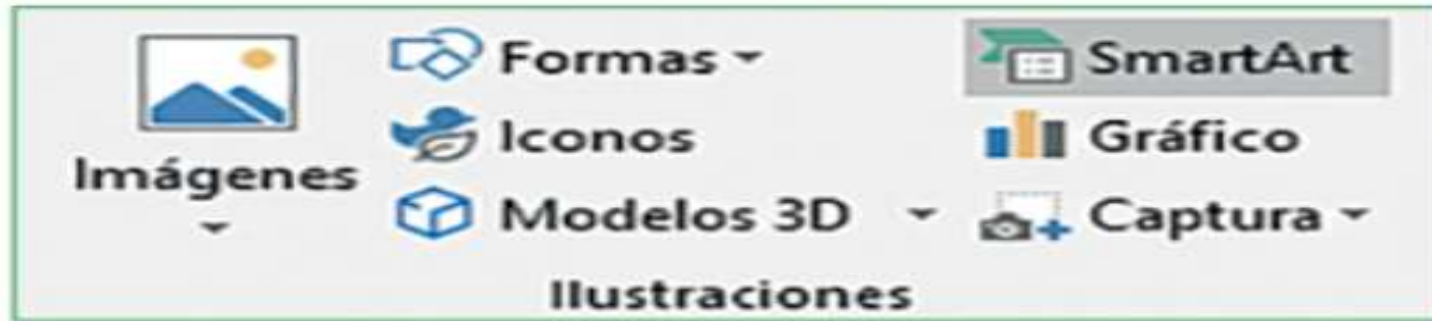 Imágenes
Formas
Iconos
Modelos 3D
SmartArt
Gráfico
Captura
Ilustraciones